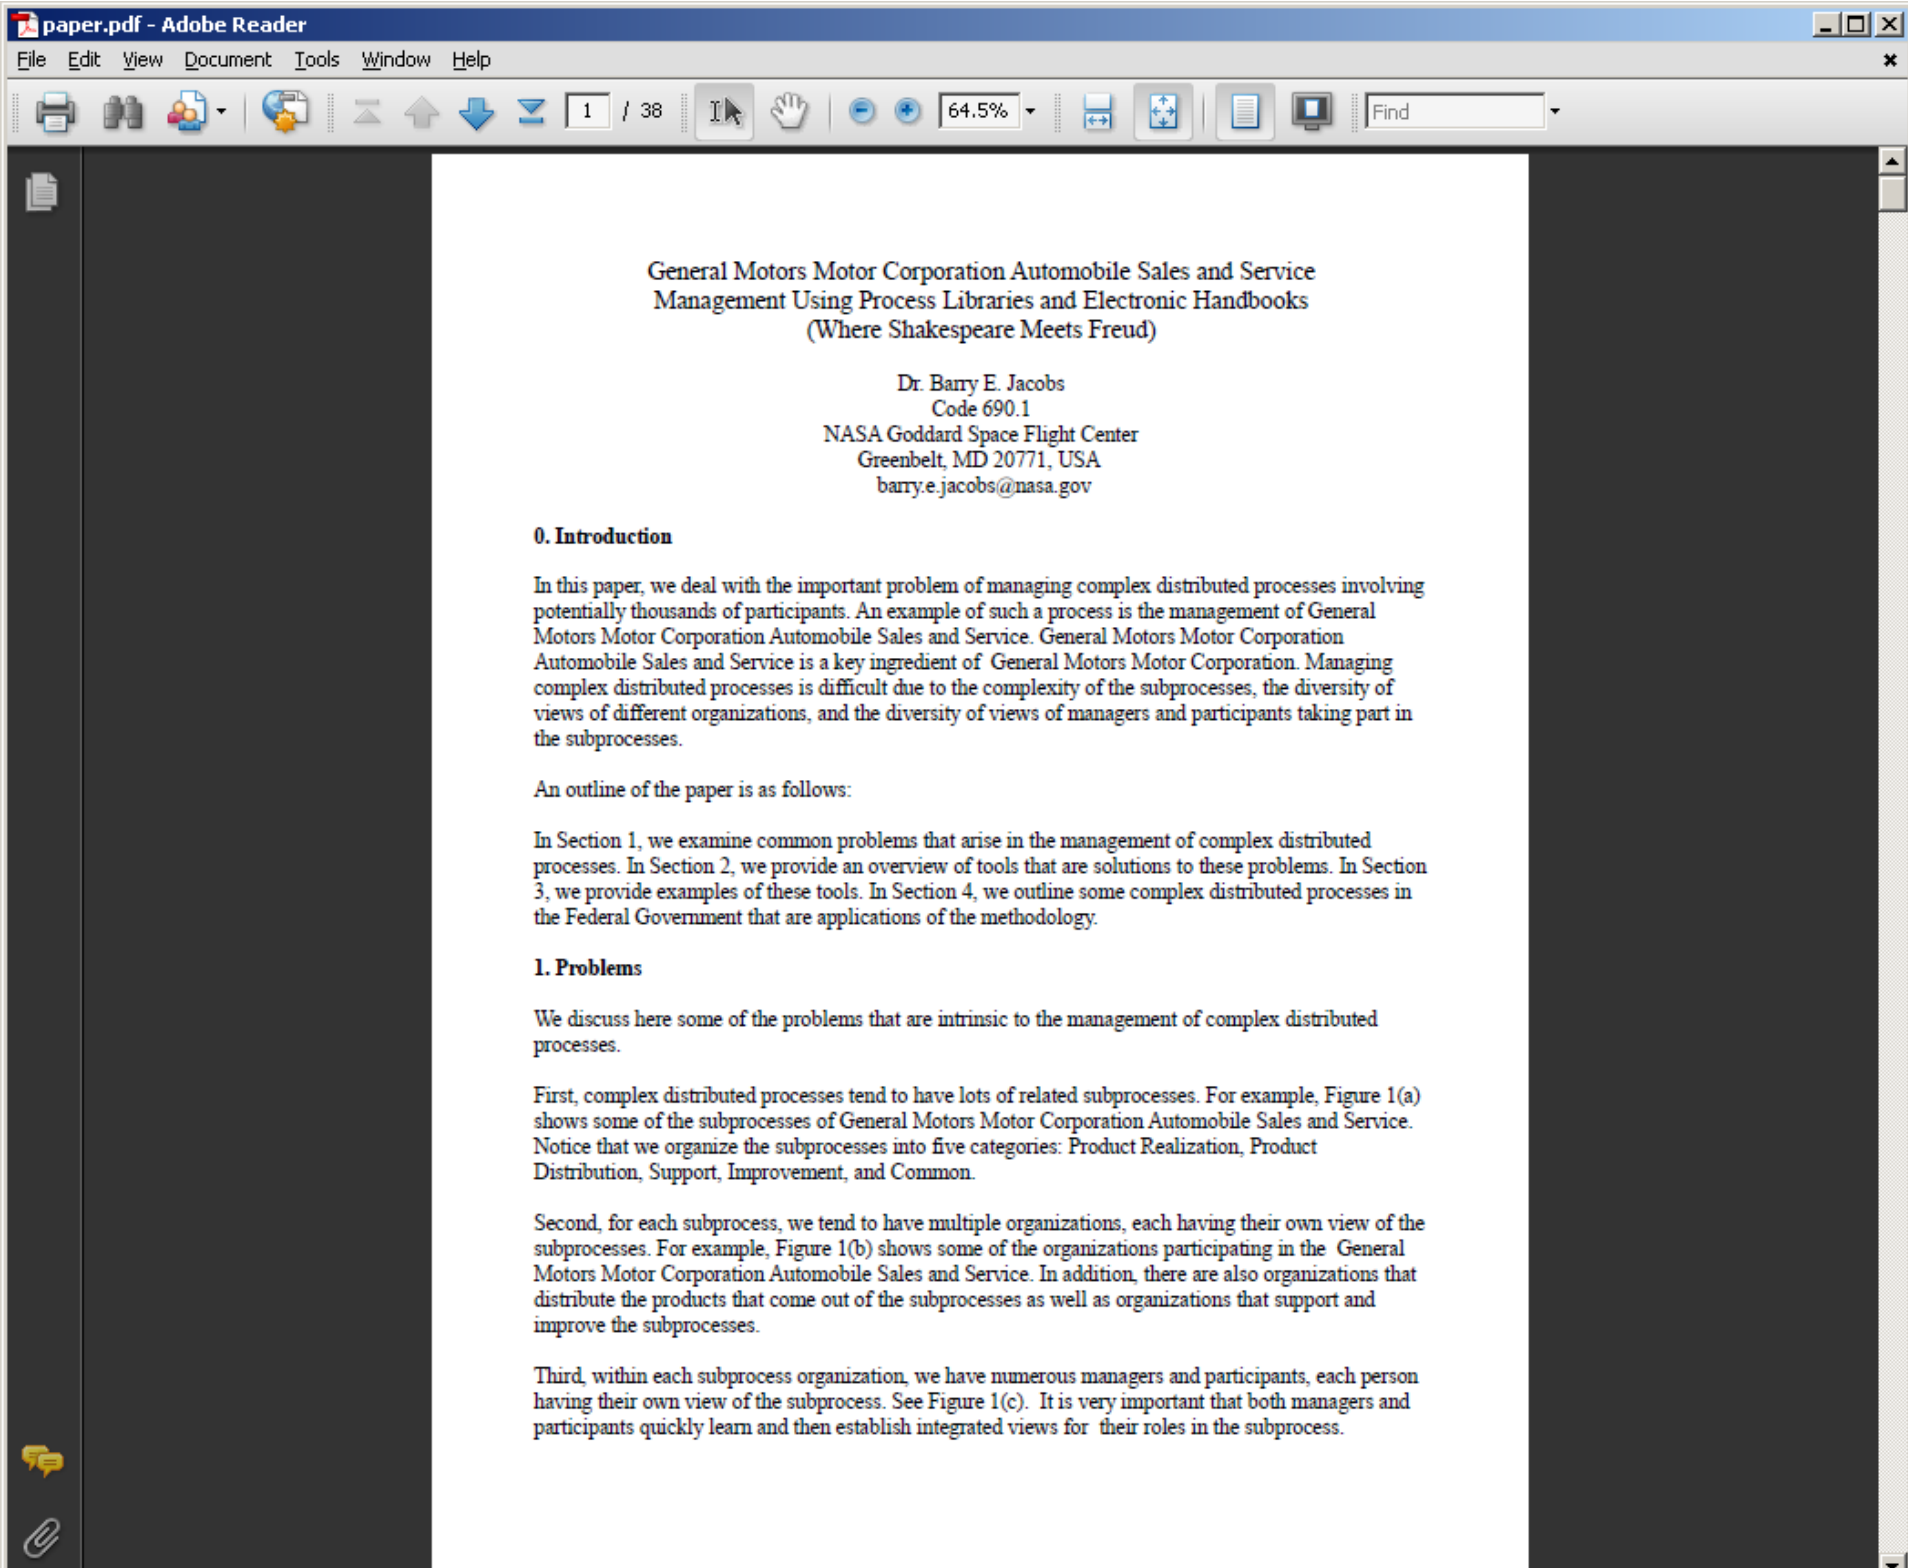 paper.pdf - Adobe Reader
File Edit View Document Tools Window Help
1 / 38 64.5% Find
General Motors Motor Corporation Automobile Sales and Service
Management Using Process Libraries and Electronic Handbooks
(Where Shakespeare Meets Freud)
Dr. Barry E. Jacobs
Code 690.1
NASA Goddard Space Flight Center
Greenbelt, MD 20771, USA
barry.e.jacobs@nasa.gov
0. Introduction
In this paper, we deal with the important problem of managing complex distributed processes involving
potentially thousands of participants. An example of such a process is the management of General
Motors Motor Corporation Automobile Sales and Service. General Motors Motor Corporation
Automobile Sales and Service is a key ingredient of General Motors Motor Corporation. Managing
complex distributed processes is difficult due to the complexity of the subprocesses, the diversity of
views of different organizations, and the diversity of views of managers and participants taking part in
the subprocesses.
An outline of the paper is as follows:
In Section 1, we examine common problems that arise in the management of complex distributed
processes. In Section 2, we provide an overview of tools that are solutions to these problems. In Section
3, we provide examples of these tools. In Section 4, we outline some complex distributed processes in
the Federal Government that are applications of the methodology.
1. Problems
We discuss here some of the problems that are intrinsic to the management of complex distributed
processes.
First, complex distributed processes tend to have lots of related subprocesses. For example, Figure 1(a)
shows some of the subprocesses of General Motors Motor Corporation Automobile Sales and Service.
Notice that we organize the subprocesses into five categories: Product Realization, Product
Distribution, Support, Improvement, and Common.
Second, for each subprocess, we tend to have multiple organizations, each having their own view of the
subprocesses. For example, Figure 1(b) shows some of the organizations participating in the General
Motors Motor Corporation Automobile Sales and Service. In addition, there are also organizations that
distribute the products that come out of the subprocesses as well as organizations that support and
improve the subprocesses.
Third, within each subprocess organization, we have numerous managers and participants, each person
having their own view of the subprocess. See Figure 1(c). It is very important that both managers and
participants quickly learn and then establish integrated views for their roles in the subprocess.